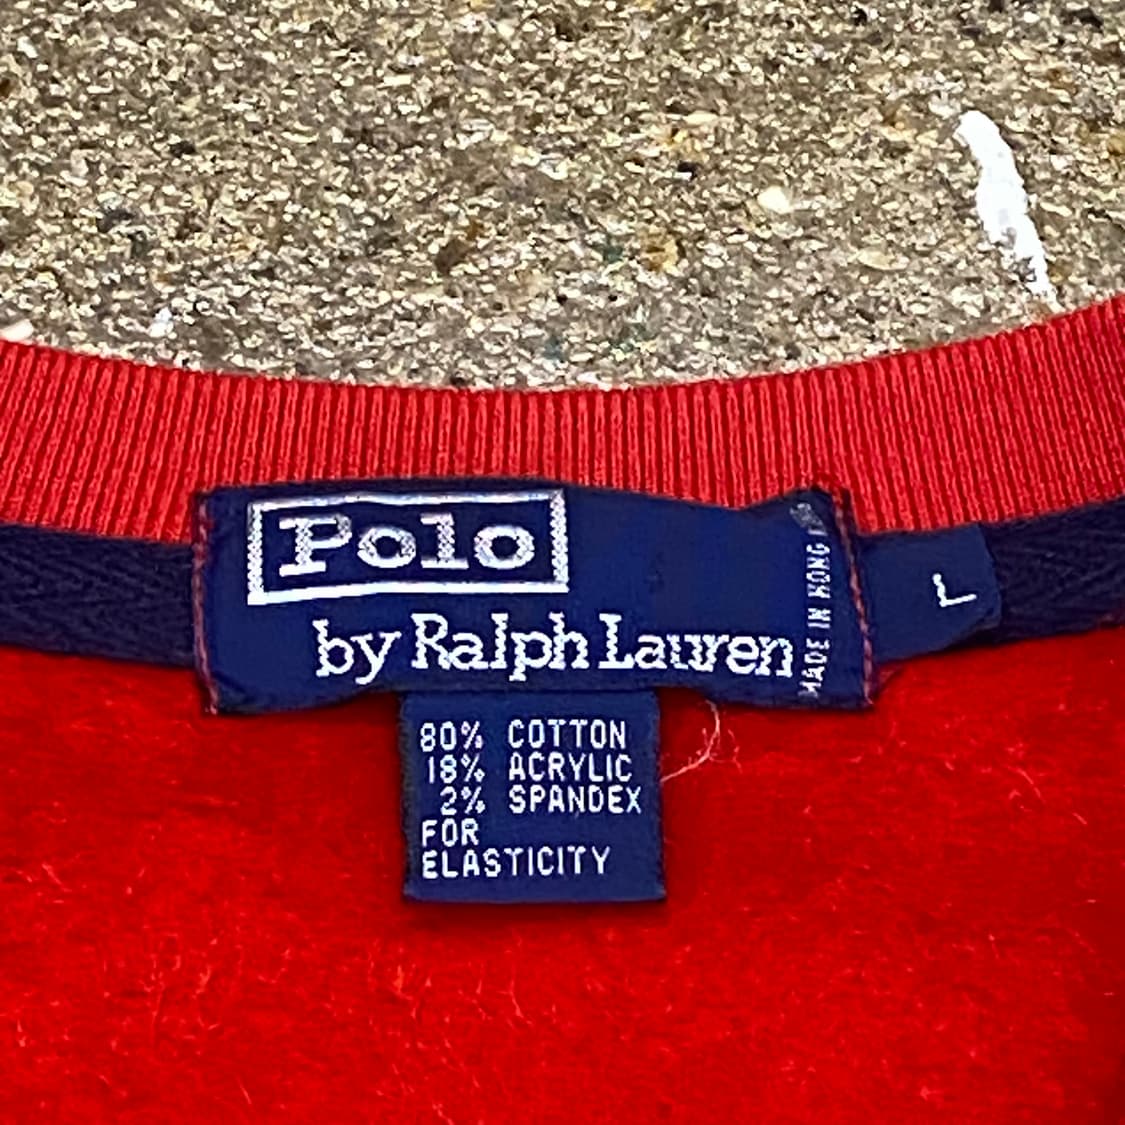 Polo
by Ralph Lauren
MADE IN HONG
L
80% COTTON
18% ACRYLIC
2% SPANDEX
FOR
ELASTICITY